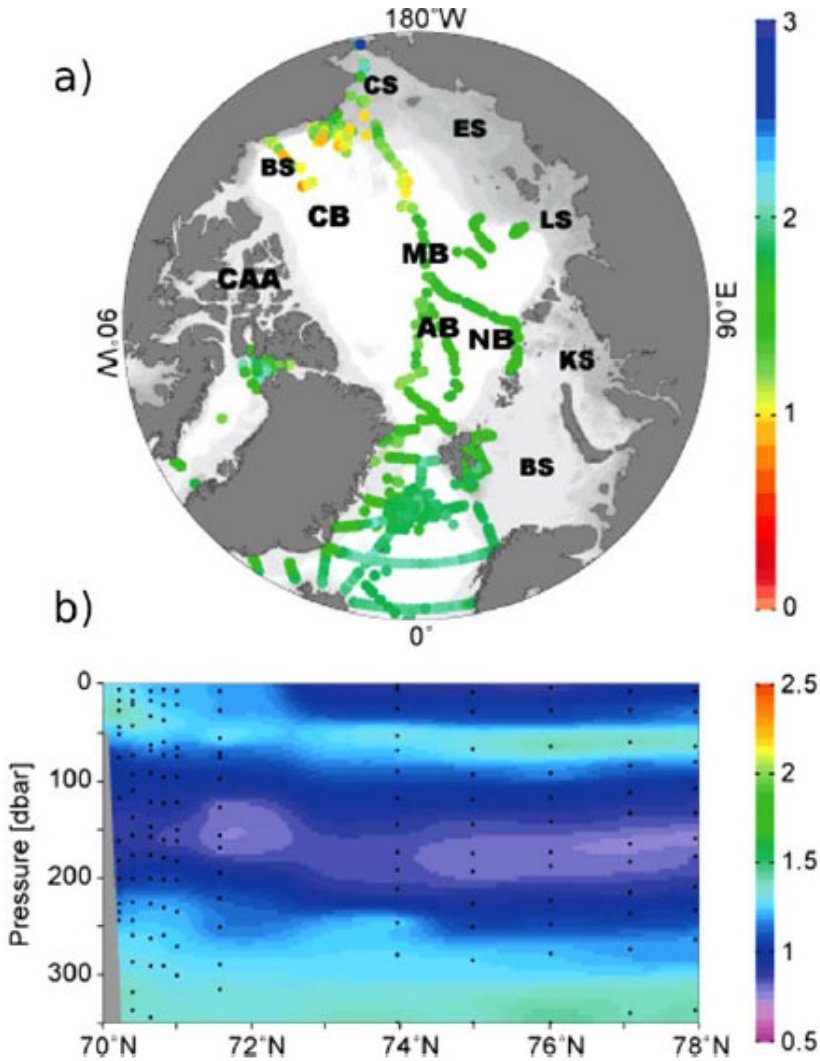 180°W
a)
3
CS
ES
BS
2
CB
LS
MB
CAA
90°W
AB
NB
90°E
KS
1
BS
b)
0
0°
0
2.5
100
2
Pressure [dbar]
200
1.5
1
300
0.5
70°N
72°N
74°N
76°N
78°N